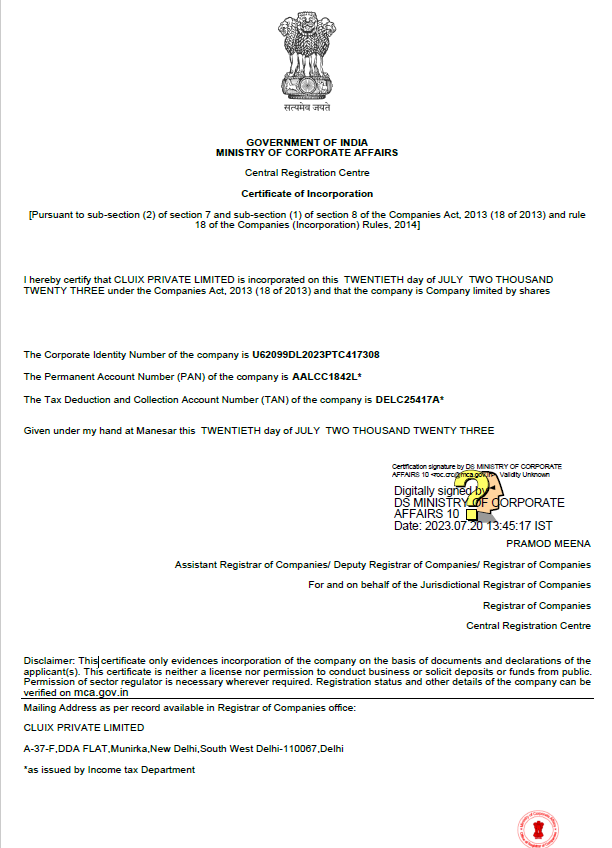 सत्यमेव जयते
GOVERNMENT OF INDIA
MINISTRY OF CORPORATE AFFAIRS
Central Registration Centre
Certificate of Incorporation
[Pursuant to sub-section (2) of section 7 and sub-section (1) of section 8 of the Companies Act, 2013 (18 of 2013) and rule
18 of the Companies (Incorporation) Rules, 2014]
I hereby certify that CLUIX PRIVATE LIMITED is incorporated on this TWENTIETH day of JULY TWO THOUSAND
TWENTY THREE under the Companies Act, 2013 (18 of 2013) and that the company is Company limited by shares
The Corporate Identity Number of the company is U62099DL2023PTC417308
The Permanent Account Number (PAN) of the company is AALCC1842L*
The Tax Deduction and Collection Account Number (TAN) of the company is DELC25417A*
Given under my hand at Manesar this TWENTIETH day of JULY TWO THOUSAND TWENTY THREE
Certification signature by DS MINISTRY OF CORPORATE
AFFAIRS 10 <roc.crc@mca.gov.in> Validity Unknown
Digitally signed by
DS MINISTRY OF CORPORATE
AFFAIRS 10
Date: 2023.07.20 13:45:17 IST
PRAMOD MEENA
Assistant Registrar of Companies/ Deputy Registrar of Companies/ Registrar of Companies
For and on behalf of the Jurisdictional Registrar of Companies
Registrar of Companies
Central Registration Centre
Disclaimer: This certificate only evidences incorporation of the company on the basis of documents and declarations of the
applicant(s). This certificate is neither a license nor permission to conduct business or solicit deposits or funds from public.
Permission of sector regulator is necessary wherever required. Registration status and other details of the company can be
verified on mca.gov.in
Mailing Address as per record available in Registrar of Companies office:
CLUIX PRIVATE LIMITED
A-37-F,DDA FLAT,Munirka,New Delhi,South West Delhi-110067,Delhi
*as issued by Income tax Department